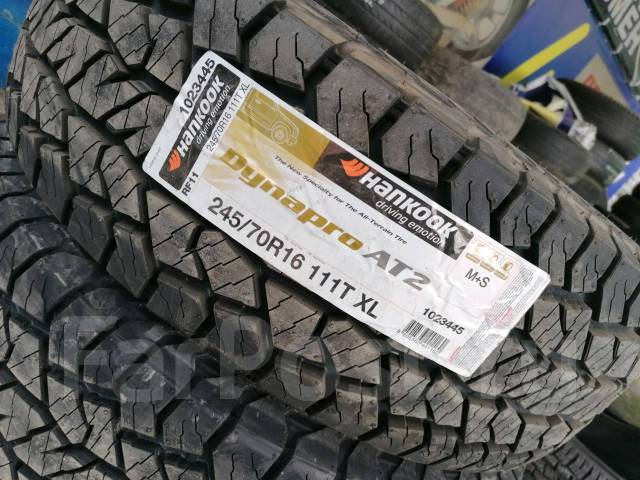 1023445
HANKOOK
driving emotion
245/70R16 111T XL
RF11
HANKOOK
driving emotion
The New Specialty for The All-Terrain Tire
Dynapro AT2
245/70R16 111T XL
M+S
1023445
FarPost